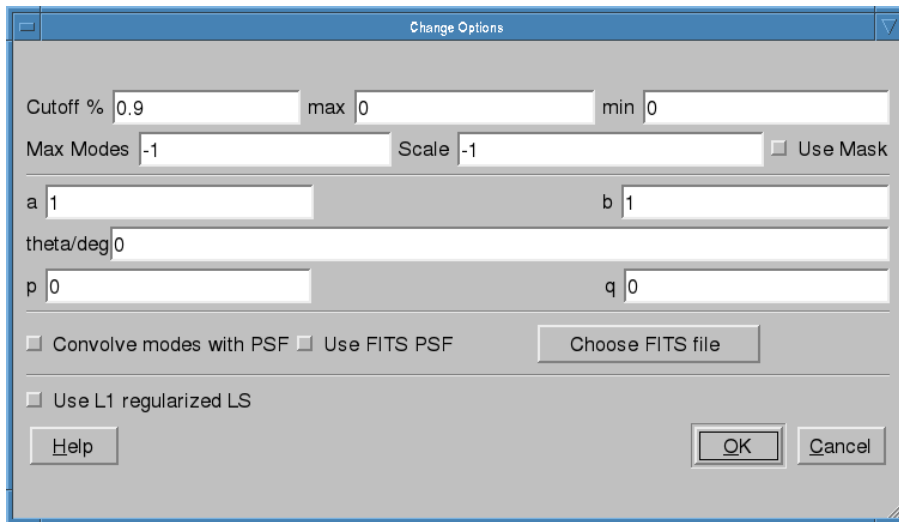 Change Options
Cutoff % 0.9 max 0 min 0
Max Modes -1 Scale -1 Use Mask
a 1 b 1
theta/deg 0
p 0 q 0
Convolve modes with PSF Use FITS PSF Choose FITS file
Use L1 regularized LS
Help OK Cancel